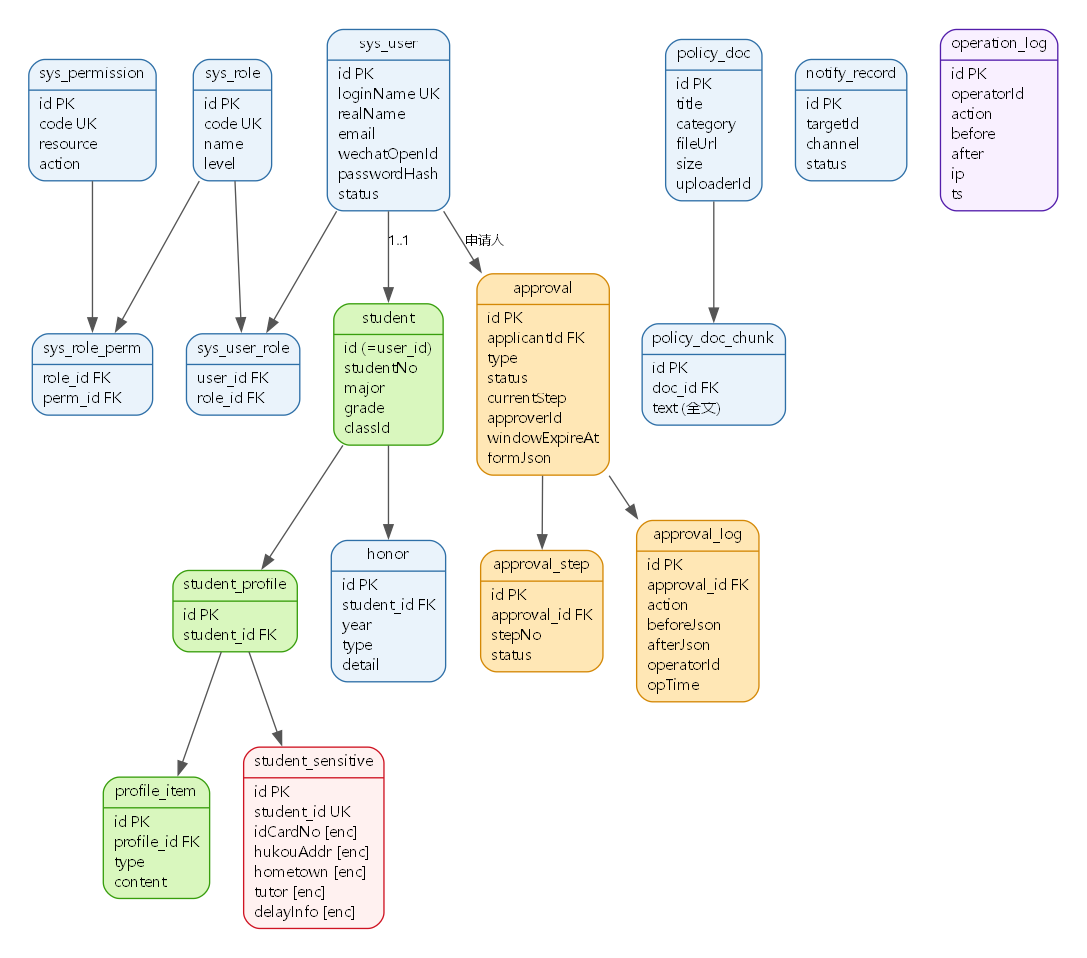 sys_permission
id PK
code UK
resource
action
sys_role
id PK
code UK
name
level
sys_user
id PK
loginName UK
realName
email
wechatOpenId
passwordHash
status
policy_doc
id PK
title
category
fileUrl
size
uploaderId
notify_record
id PK
targetId
channel
status
operation_log
id PK
operatorId
action
before
after
ip
ts
1..1
申请人
sys_role_perm
role_id FK
perm_id FK
sys_user_role
user_id FK
role_id FK
student
id (=user_id)
studentNo
major
grade
classId
approval
id PK
applicantId FK
type
status
currentStep
approverId
windowExpireAt
formJson
policy_doc_chunk
id PK
doc_id FK
text (全文)
student_profile
id PK
student_id FK
honor
id PK
student_id FK
year
type
detail
approval_step
id PK
approval_id FK
stepNo
status
approval_log
id PK
approval_id FK
action
beforeJson
afterJson
operatorId
opTime
profile_item
id PK
profile_id FK
type
content
student_sensitive
id PK
student_id UK
idCardNo [enc]
hukouAddr [enc]
hometown [enc]
tutor [enc]
delayInfo [enc]